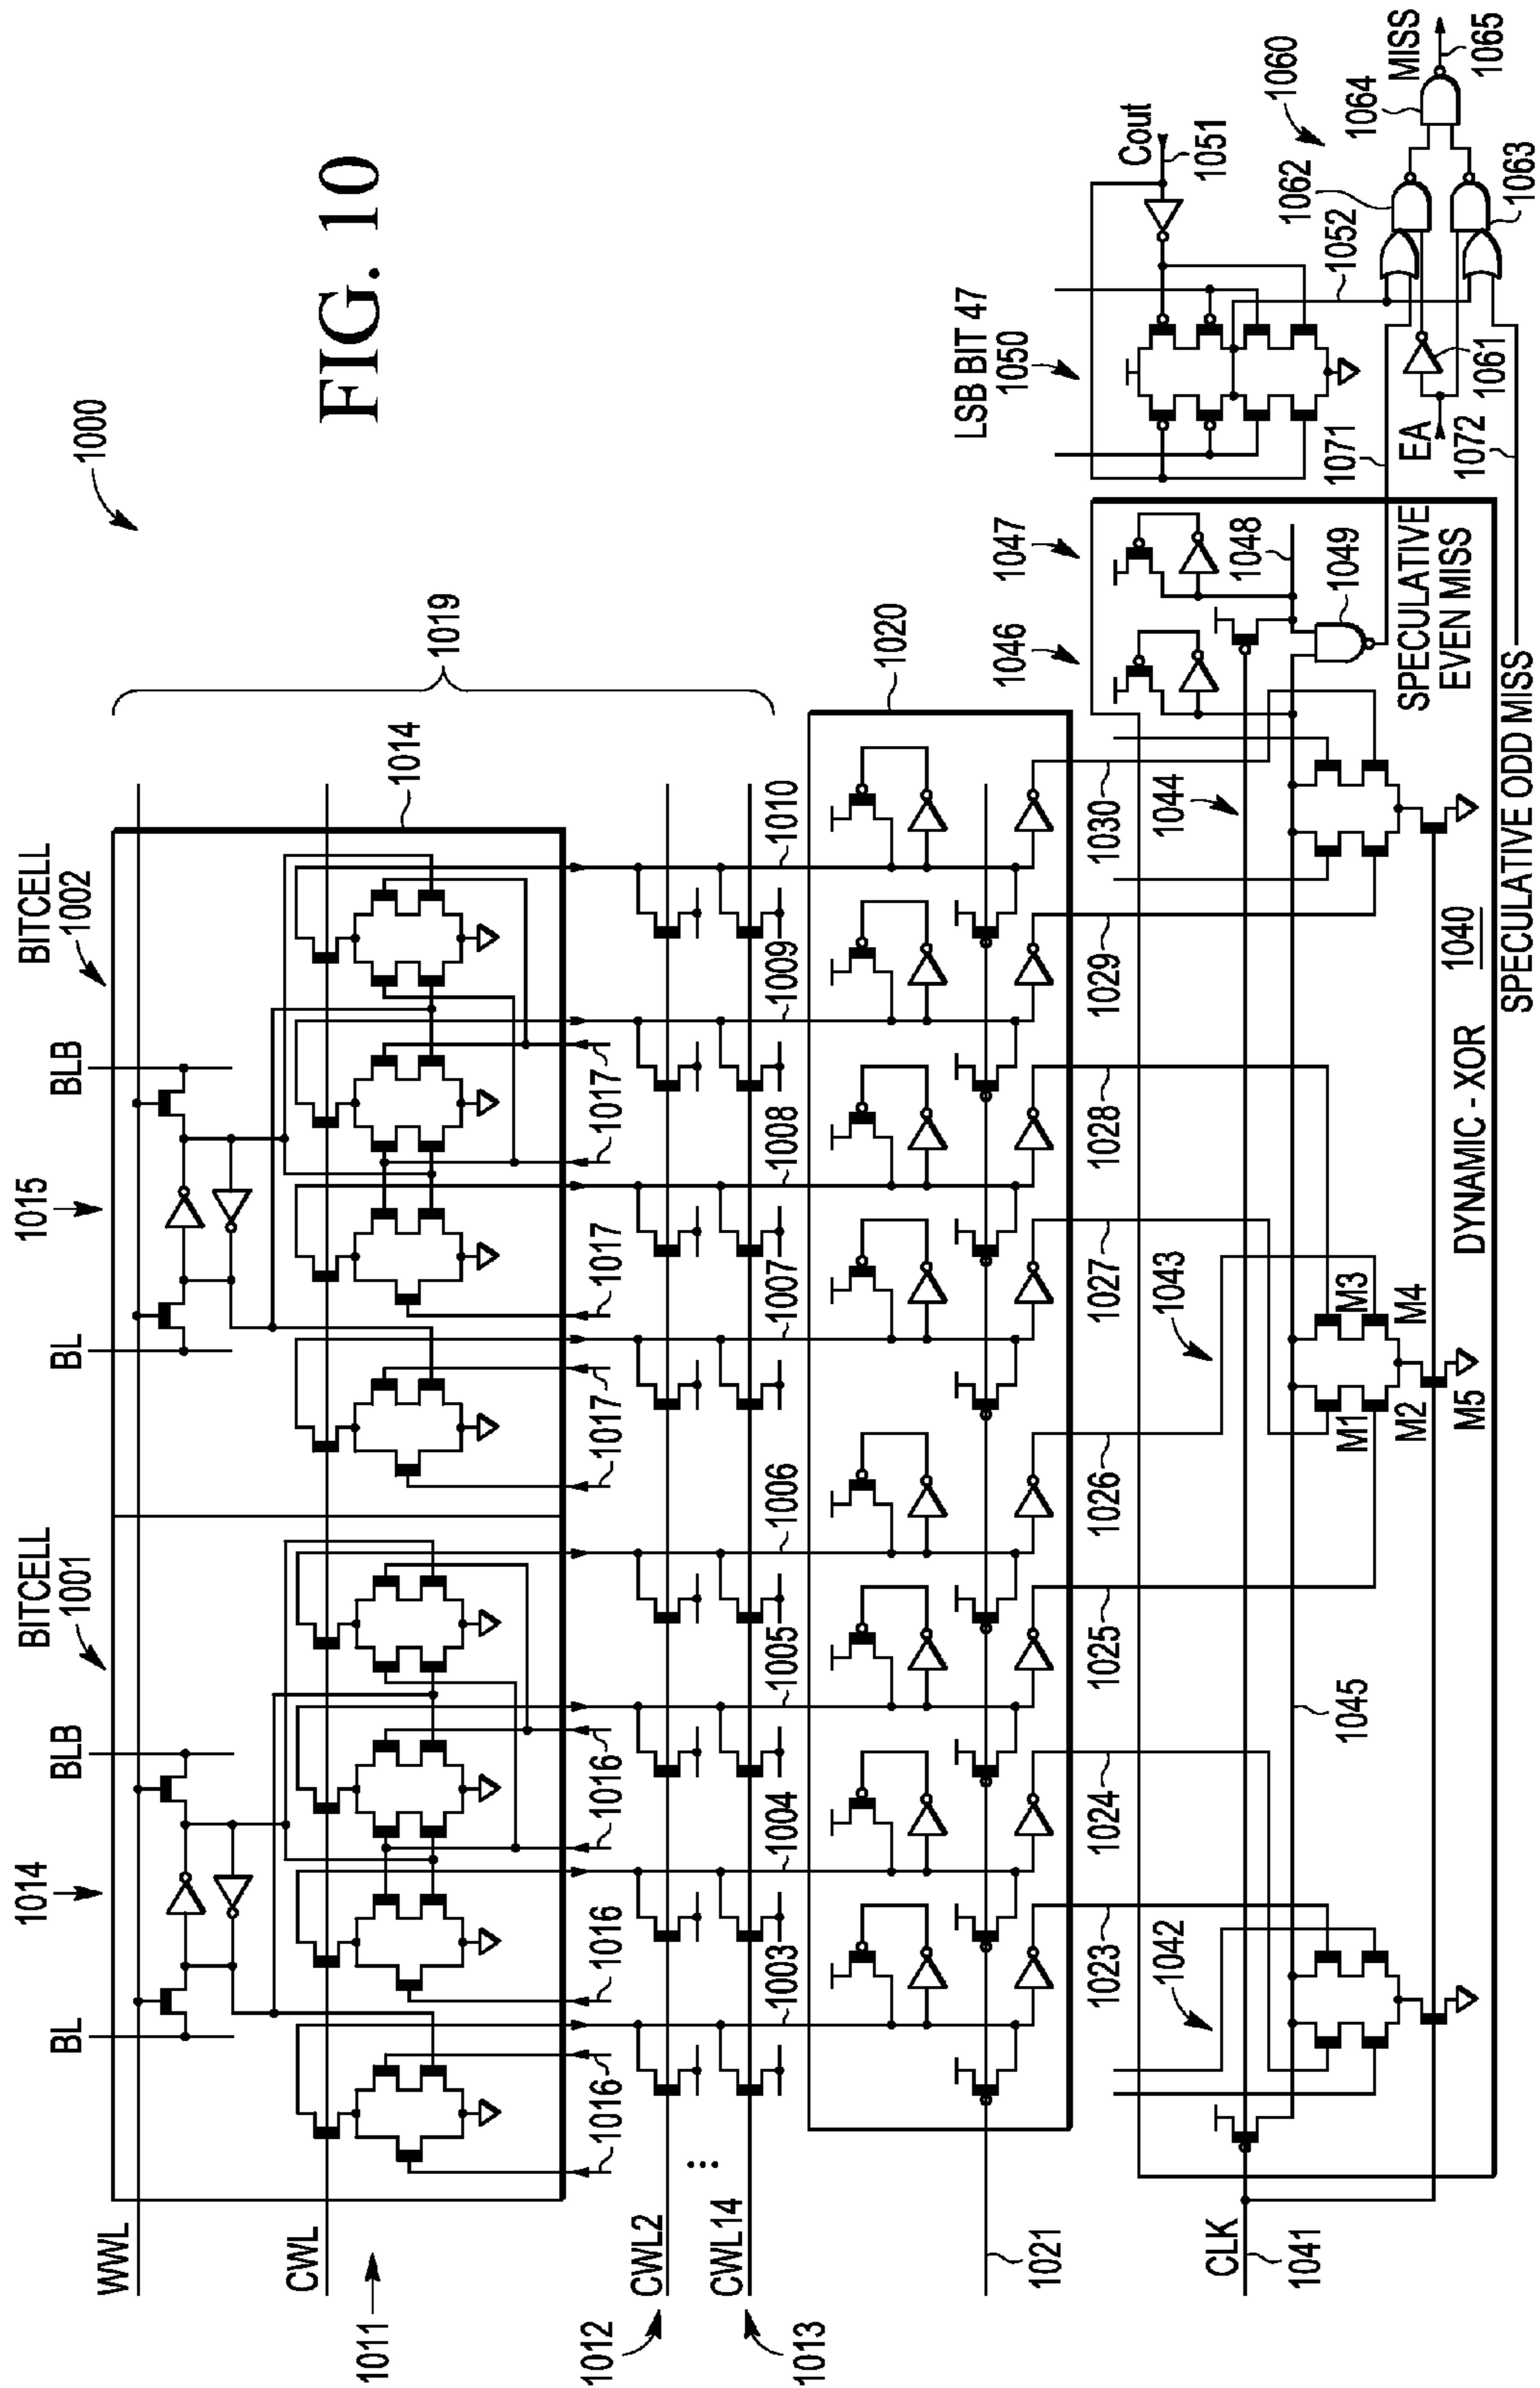 FIG. 10
1000
BITCELL
1001
BITCELL
1002
1014
1015
BL
BLB
BL
BLB
WWL
CWL
1011
1014
1019
1016
1016
1016
1016
1017
1017
1017
1017
CWL2
1012
...
CWL14
1013
1003
1004
1005
1006
1007
1008
1009
1010
1020
1021
1023
1024
1025
1026
1027
1028
1029
1030
CLK
1041
1042
1043
1044
1045
1046
1047
1048
1049
M1
M2
M3
M4
M5
DYNAMIC - XOR
1040
SPECULATIVE
EVEN MISS
SPECULATIVE ODD MISS
LSB BIT 47
1050
Cout
1051
1052
1060
1061
1062
1063
1064
MISS
1065
EA
1071
1072